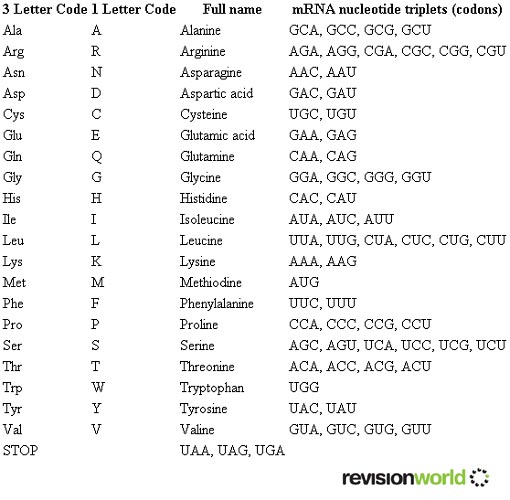 3 Letter Code 1 Letter Code Full name mRNA nucleotide triplets (codons)
Ala A Alanine GCA, GCC, GCG, GCU
Arg R Arginine AGA, AGG, CGA, CGC, CGG, CGU
Asn N Asparagine AAC, AAU
Asp D Aspartic acid GAC, GAU
Cys C Cysteine UGC, UGU
Glu E Glutamic acid GAA, GAG
Gln Q Glutamine CAA, CAG
Gly G Glycine GGA, GGC, GGG, GGU
His H Histidine CAC, CAU
Ile I Isoleucine AUA, AUC, AUU
Leu L Leucine UUA, UUG, CUA, CUC, CUG, CUU
Lys K Lysine AAA, AAG
Met M Methiodine AUG
Phe F Phenylalanine UUC, UUU
Pro P Proline CCA, CCC, CCG, CCU
Ser S Serine AGC, AGU, UCA, UCC, UCG, UCU
Thr T Threonine ACA, ACC, ACG, ACU
Trp W Tryptophan UGG
Tyr Y Tyrosine UAC, UAU
Val V Valine GUA, GUC, GUG, GUU
STOP UAA, UAG, UGA
revisionworld